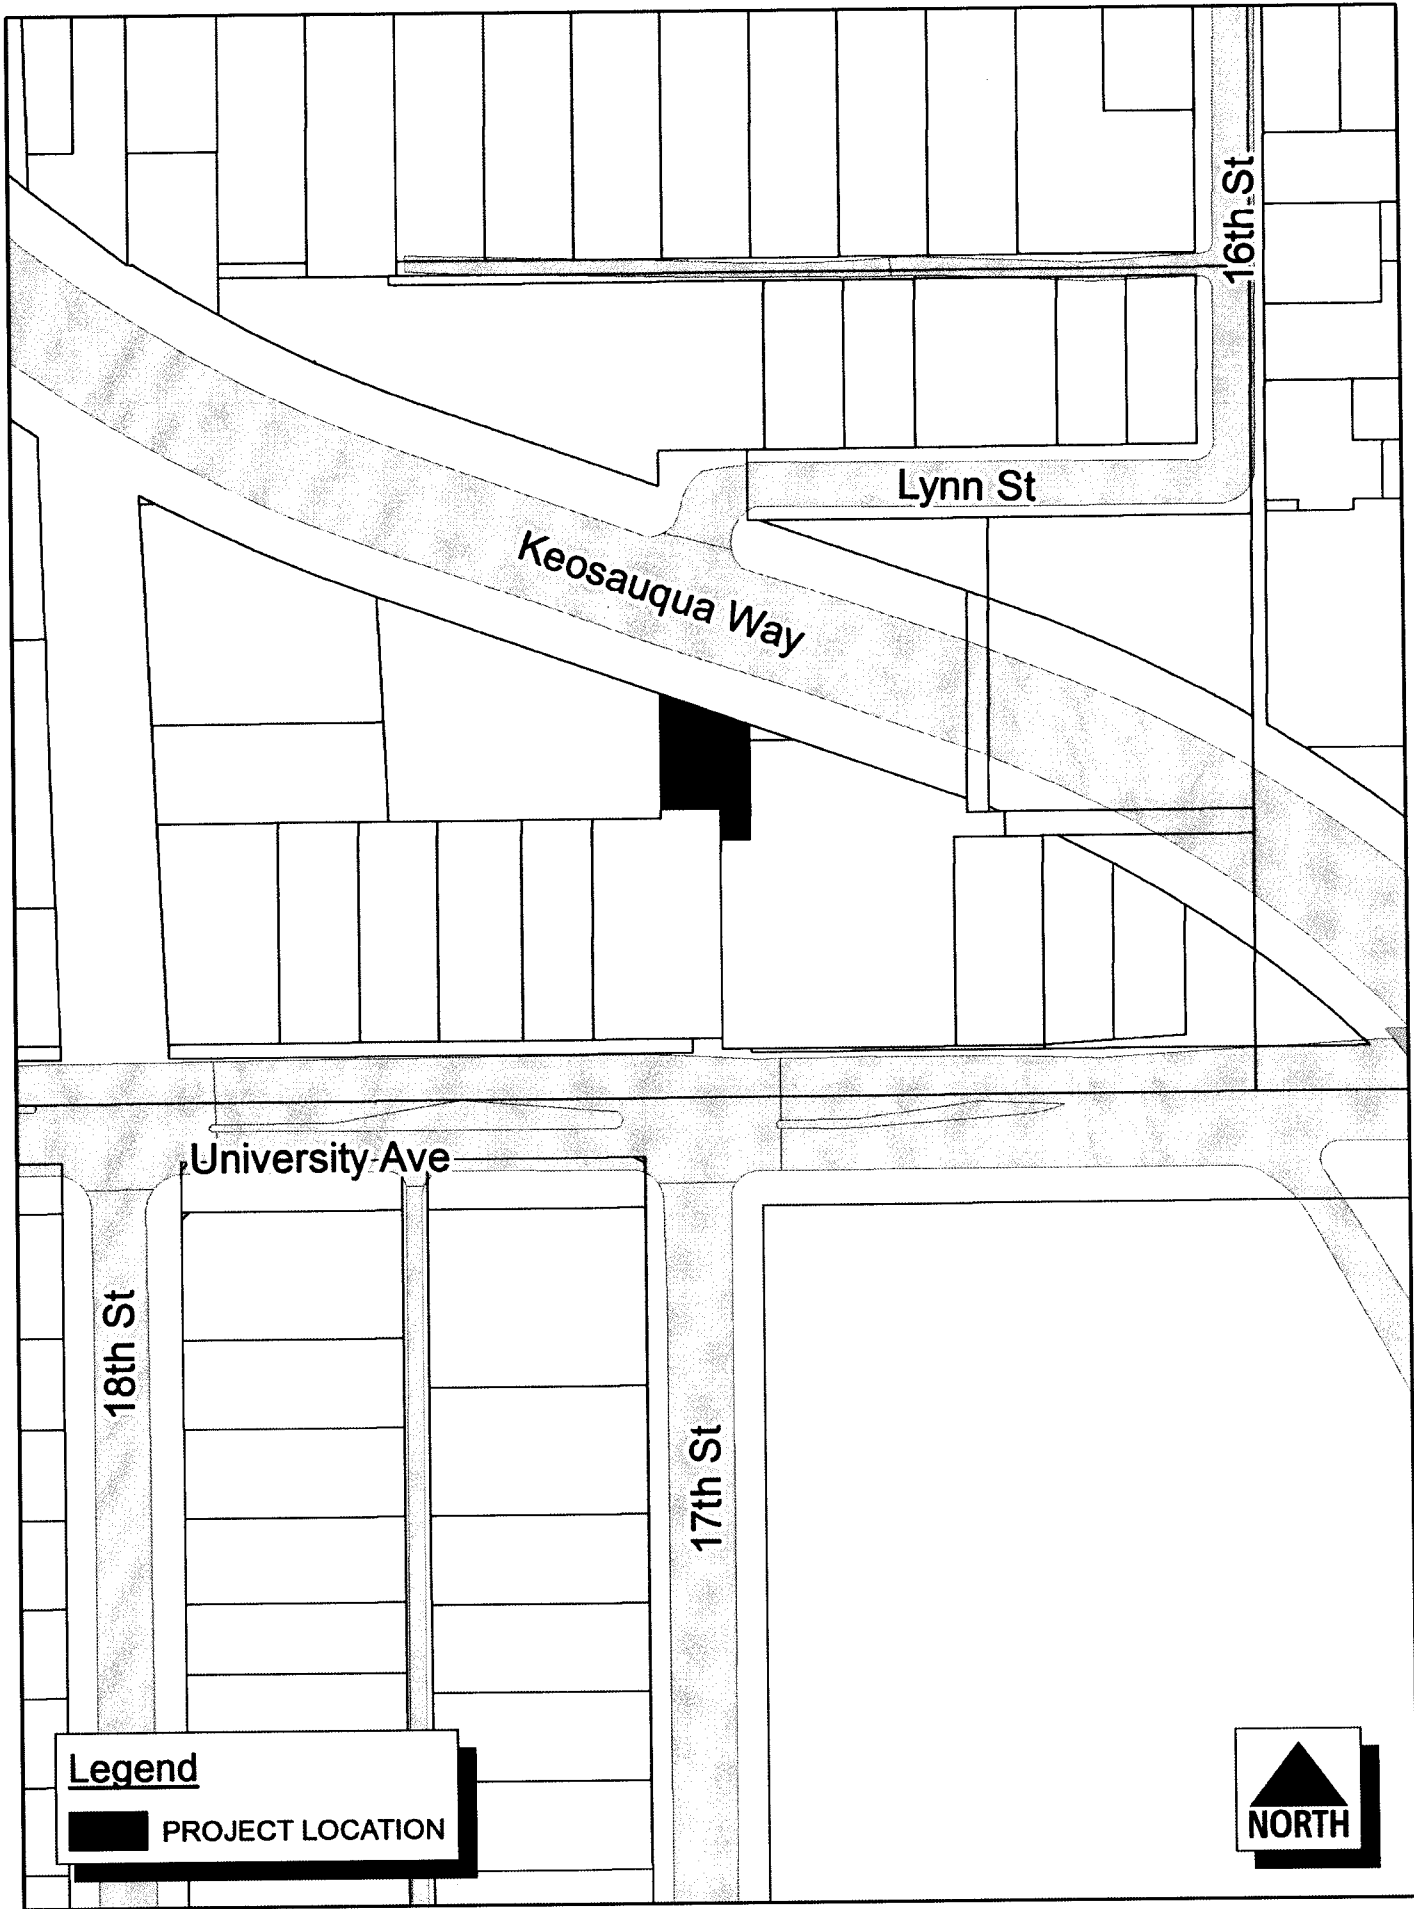 16th St
Lynn St
Keosauqua Way
University Ave
18th St
17th St
Legend
PROJECT LOCATION
NORTH